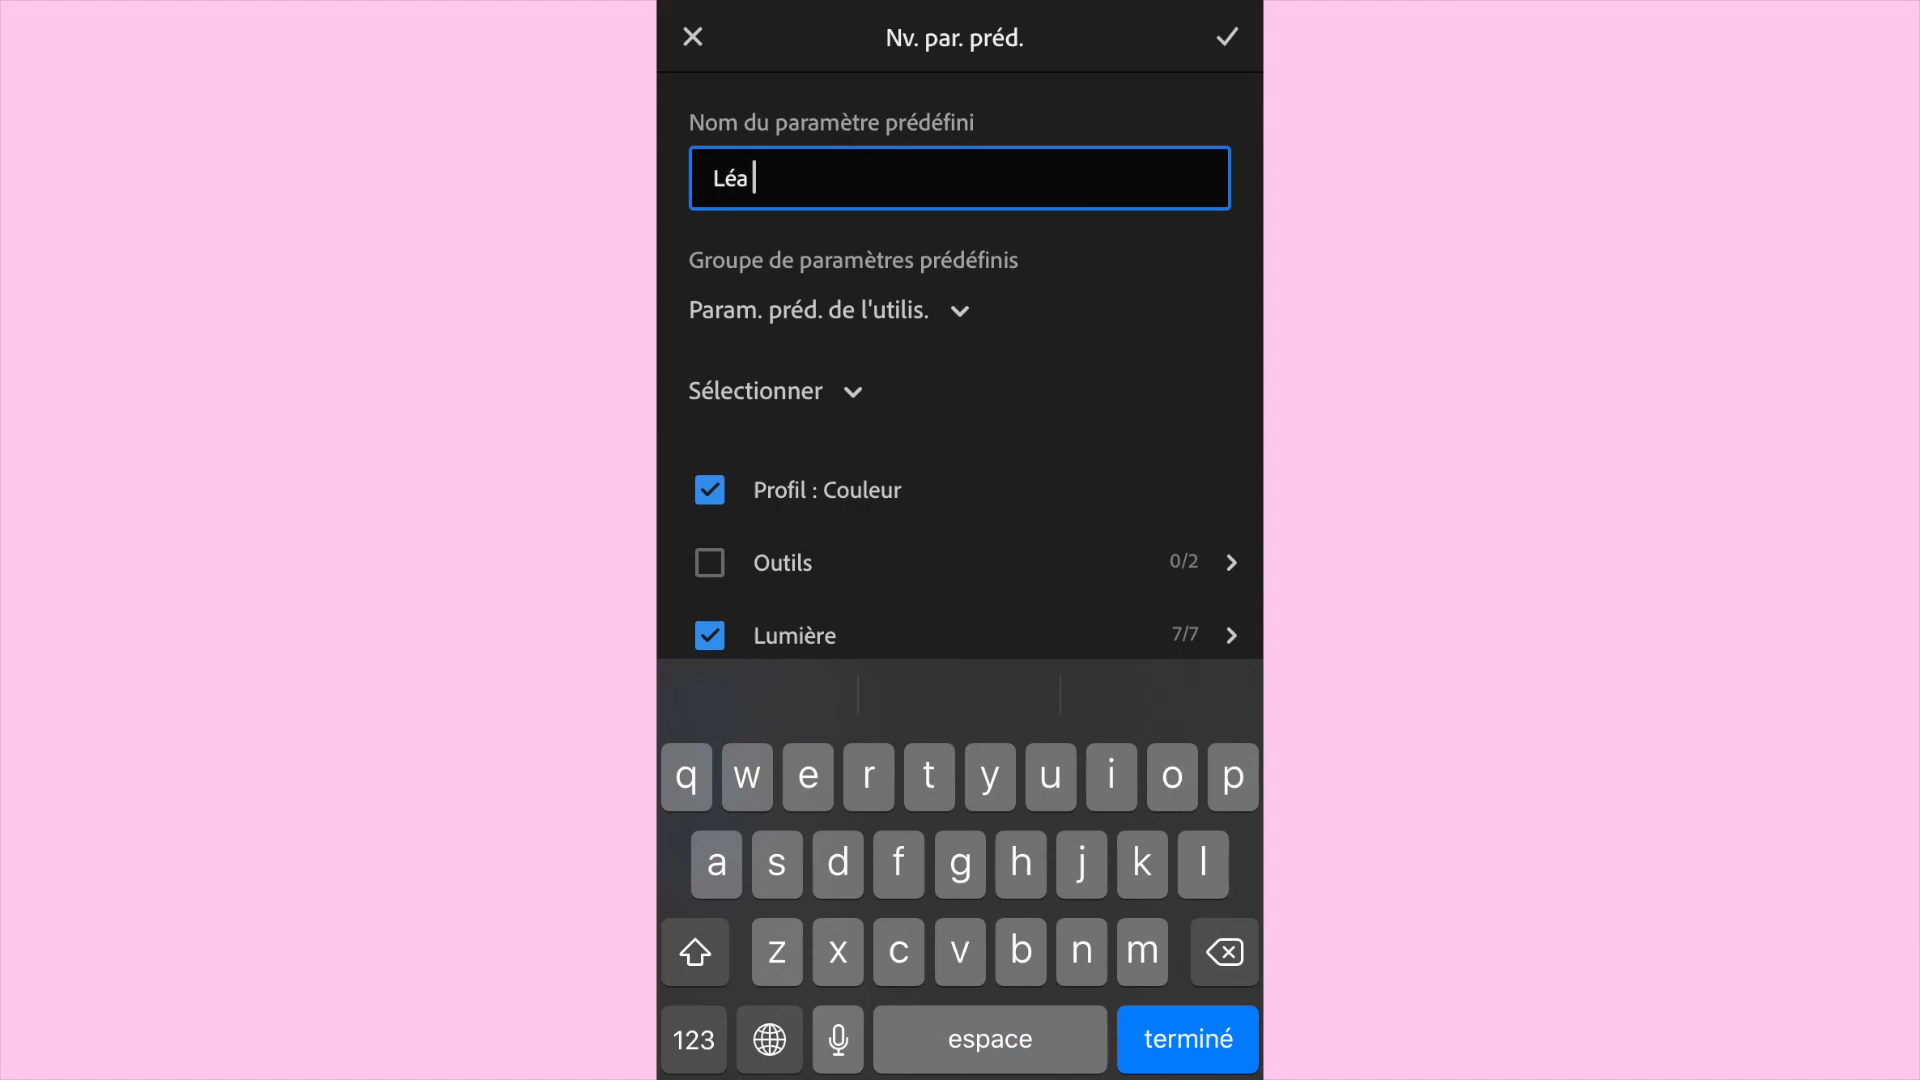 Nv. par. préd.
Nom du paramètre prédéfini
Léa
Groupe de paramètres prédéfinis
Param. préd. de l'utilis.
Sélectionner
Profil : Couleur
Outils 0/2
Lumière 7/7
q w e r t y u i o p
a s d f g h j k l
z x c v b n m
123 espace terminé